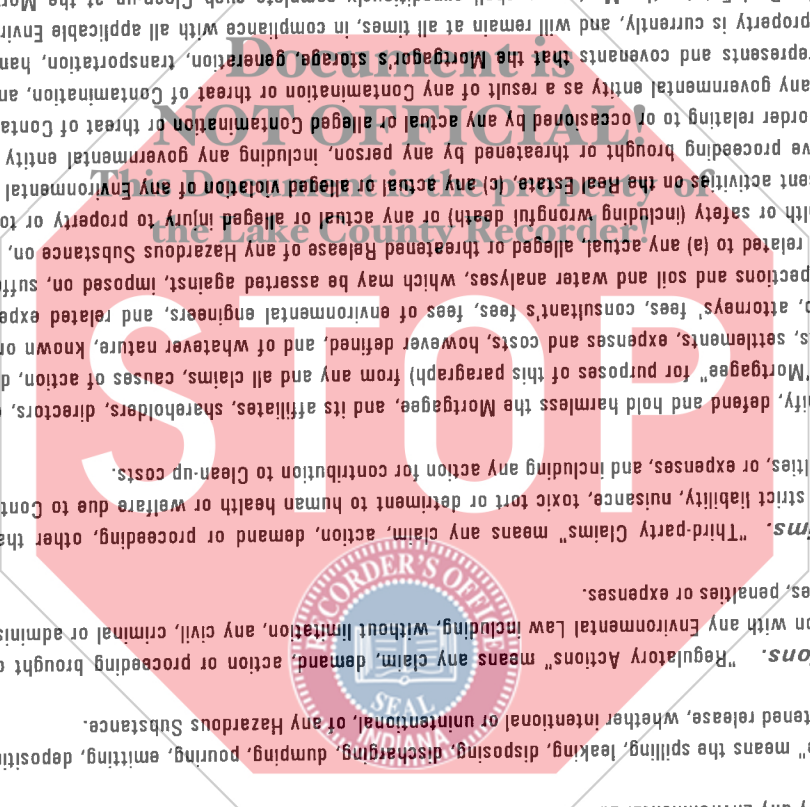 Document is
NOT OFFICIAL!
This Document is the property of
the Lake County Recorder!
STOP
RECORDER'S OFFICE
SEAL
INDIANA
any
means the spilling, leaking, disposing, discharging, dumping, pouring, emitting, depositin
tened release, whether intentional or unintentional, of any Hazardous Substance.
ons. "Regulatory Actions" means any claim, demand, action or proceeding brought o
on with any Environmental Law including, without limitation, any civil, criminal or adminis
es, penalties or expenses.
ims. "Third-party Claims" means any claim, action, demand or proceeding, other tha
strict liability, nuisance, toxic tort or detriment to human health or welfare due to Cont
lties, or expenses, and including any action for contribution to Clean-up costs.
ify, defend and hold harmless the Mortgagee, and its affiliates, shareholders, directors,
"Mortgagee" for purposes of this paragraph) from any and all claims, causes of action, d
s, settlements, expenses and costs, however defined, and of whatever nature, known or
o, attorneys' fees, consultant's fees, fees of environmental engineers, and related expe
pections and soil and water analyses, which may be asserted against, imposed on, suffe
related to (a) any actual, alleged or threatened Release of any Hazardous Substance on,
lth or safety (including wrongful death) or any actual or alleged injury to property or to
sent activities on the Real Estate, (c) any actual or alleged violation of any Environmental
ve proceeding brought or threatened by any person, including any governmental entity
order relating to or occasioned by any actual or alleged Contamination or threat of Conta
any governmental entity as a result of any Contamination or threat of Contamination, an
presents and covenants that the Mortgagor's storage, generation, transportation, han
property is currently, and will remain at all times, in compliance with all applicable Envir